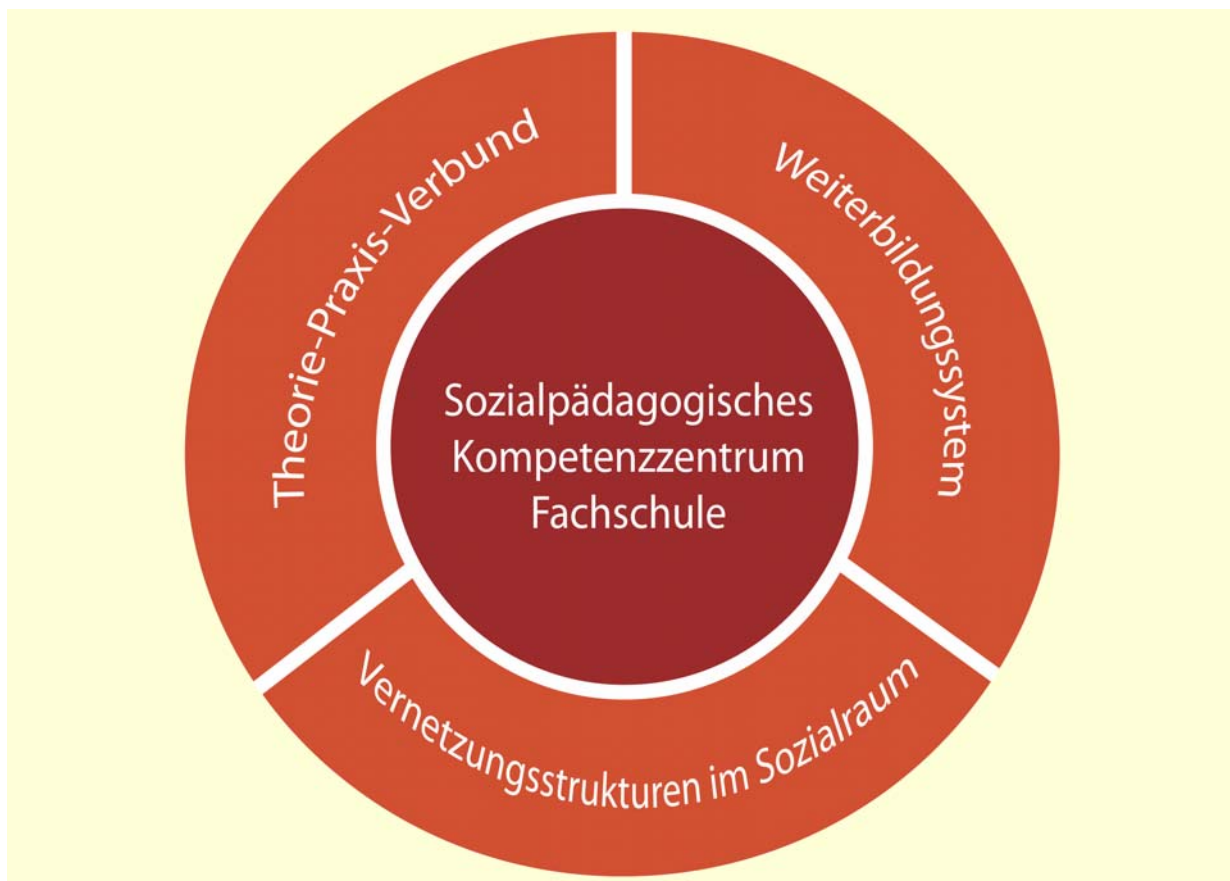 Theorie-Praxis-Verbund
Weiterbildungssystem
Sozialpädagogisches
Kompetenzzentrum
Fachschule
Vernetzungsstrukturen im Sozialraum